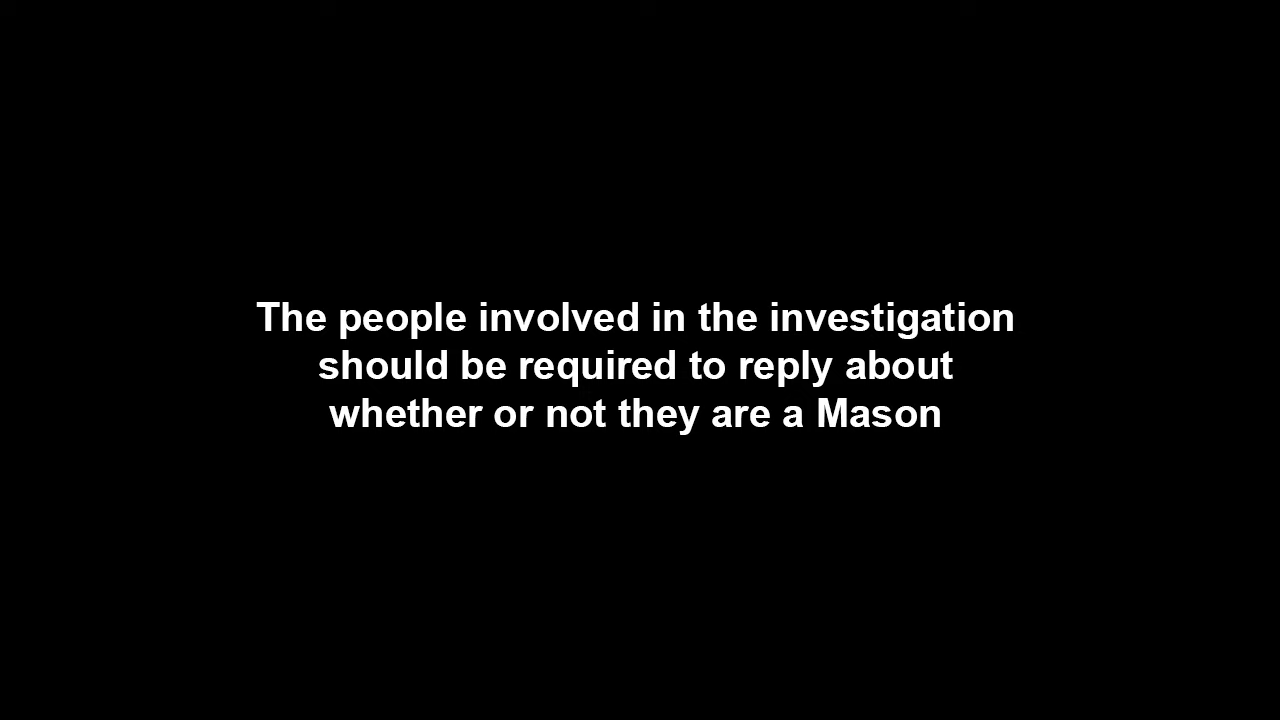 The people involved in the investigation
should be required to reply about
whether or not they are a Mason